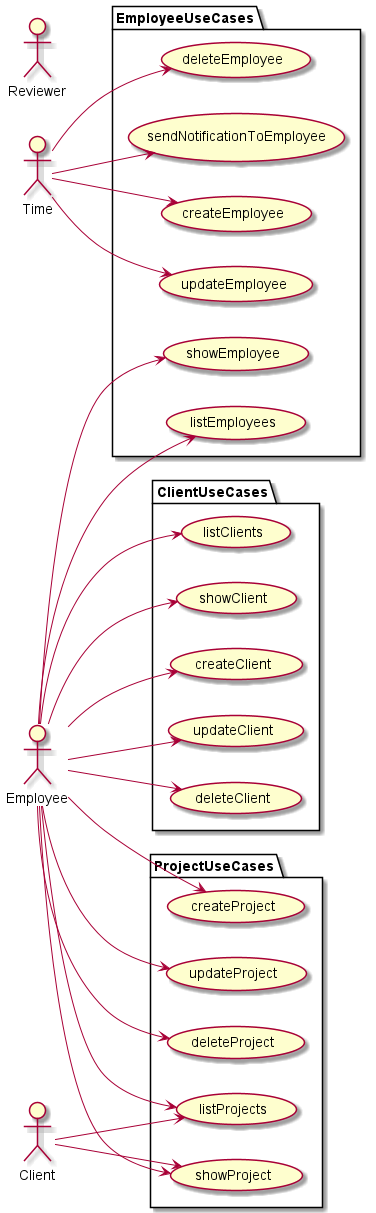 EmployeeUseCases
deleteEmployee
Reviewer
sendNotificationToEmployee
Time
createEmployee
updateEmployee
showEmployee
listEmployees
ClientUseCases
listClients
showClient
createClient
updateClient
Employee
deleteClient
ProjectUseCases
createProject
updateProject
deleteProject
listProjects
Client
showProject